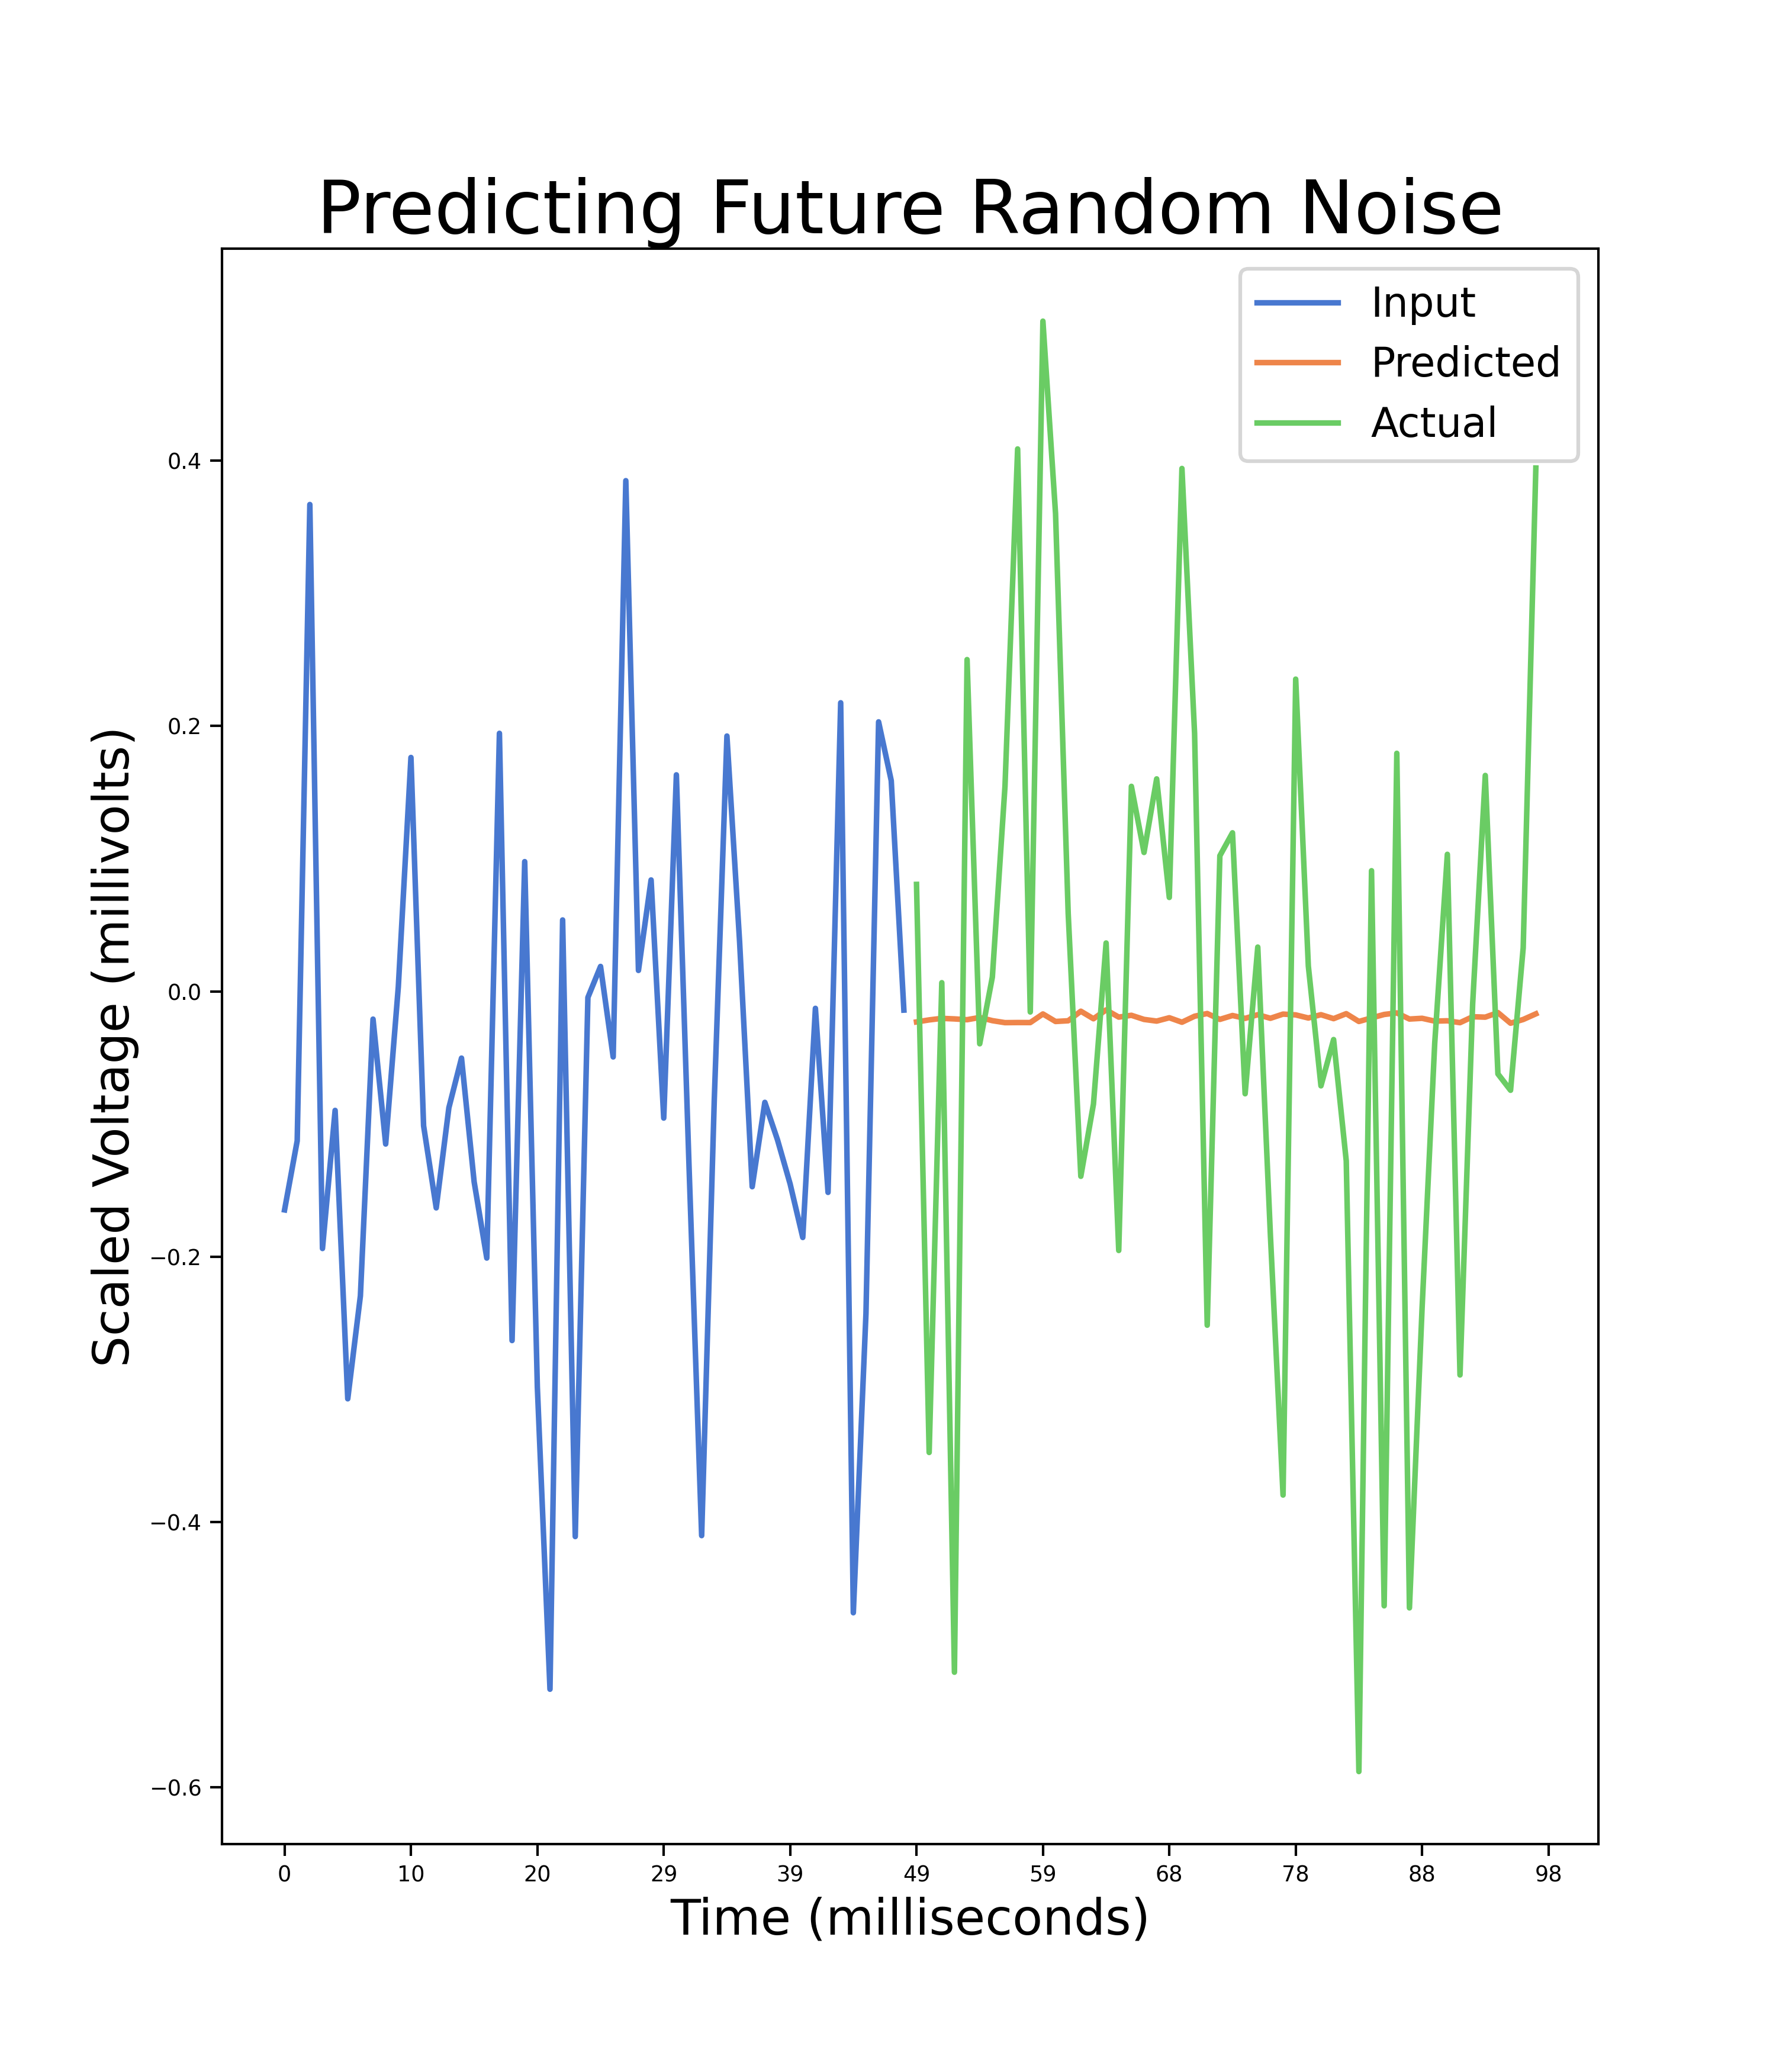 Predicting Future Random Noise
Input
Predicted
Actual
0.4
0.2
0.0
−0.2
−0.4
−0.6
Scaled Voltage (millivolts)
0 10 20 29 39 49 59 68 78 88 98
Time (milliseconds)